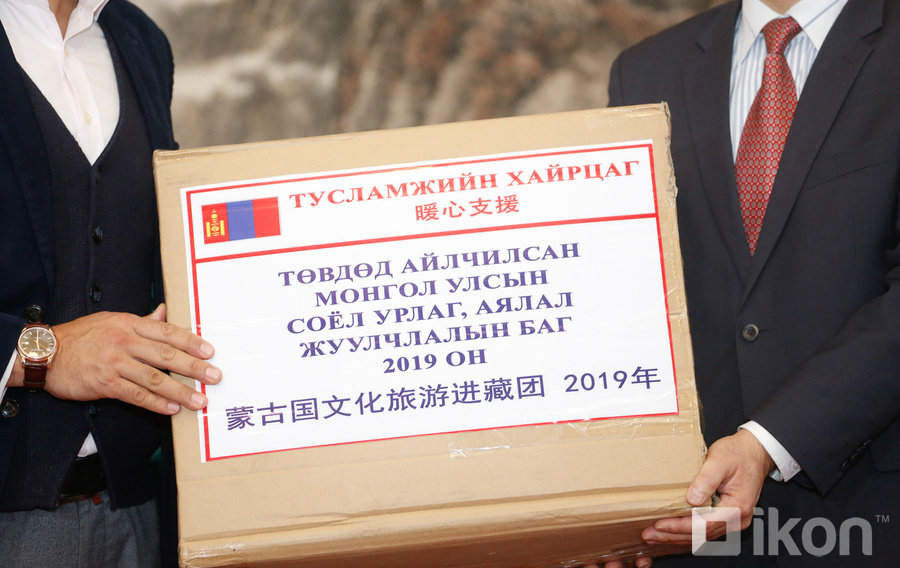 ТУСЛАМЖИЙН ХАЙРЦАГ
暖心支援
ТӨВДӨД АЙЛЧИЛСАН
МОНГОЛ УЛСЫН
СОЁЛ УРЛАГ, АЯЛАЛ
ЖУУЛЧЛАЛЫН БАГ
2019 ОН
蒙古国文化旅游进藏团 2019年
ikon™